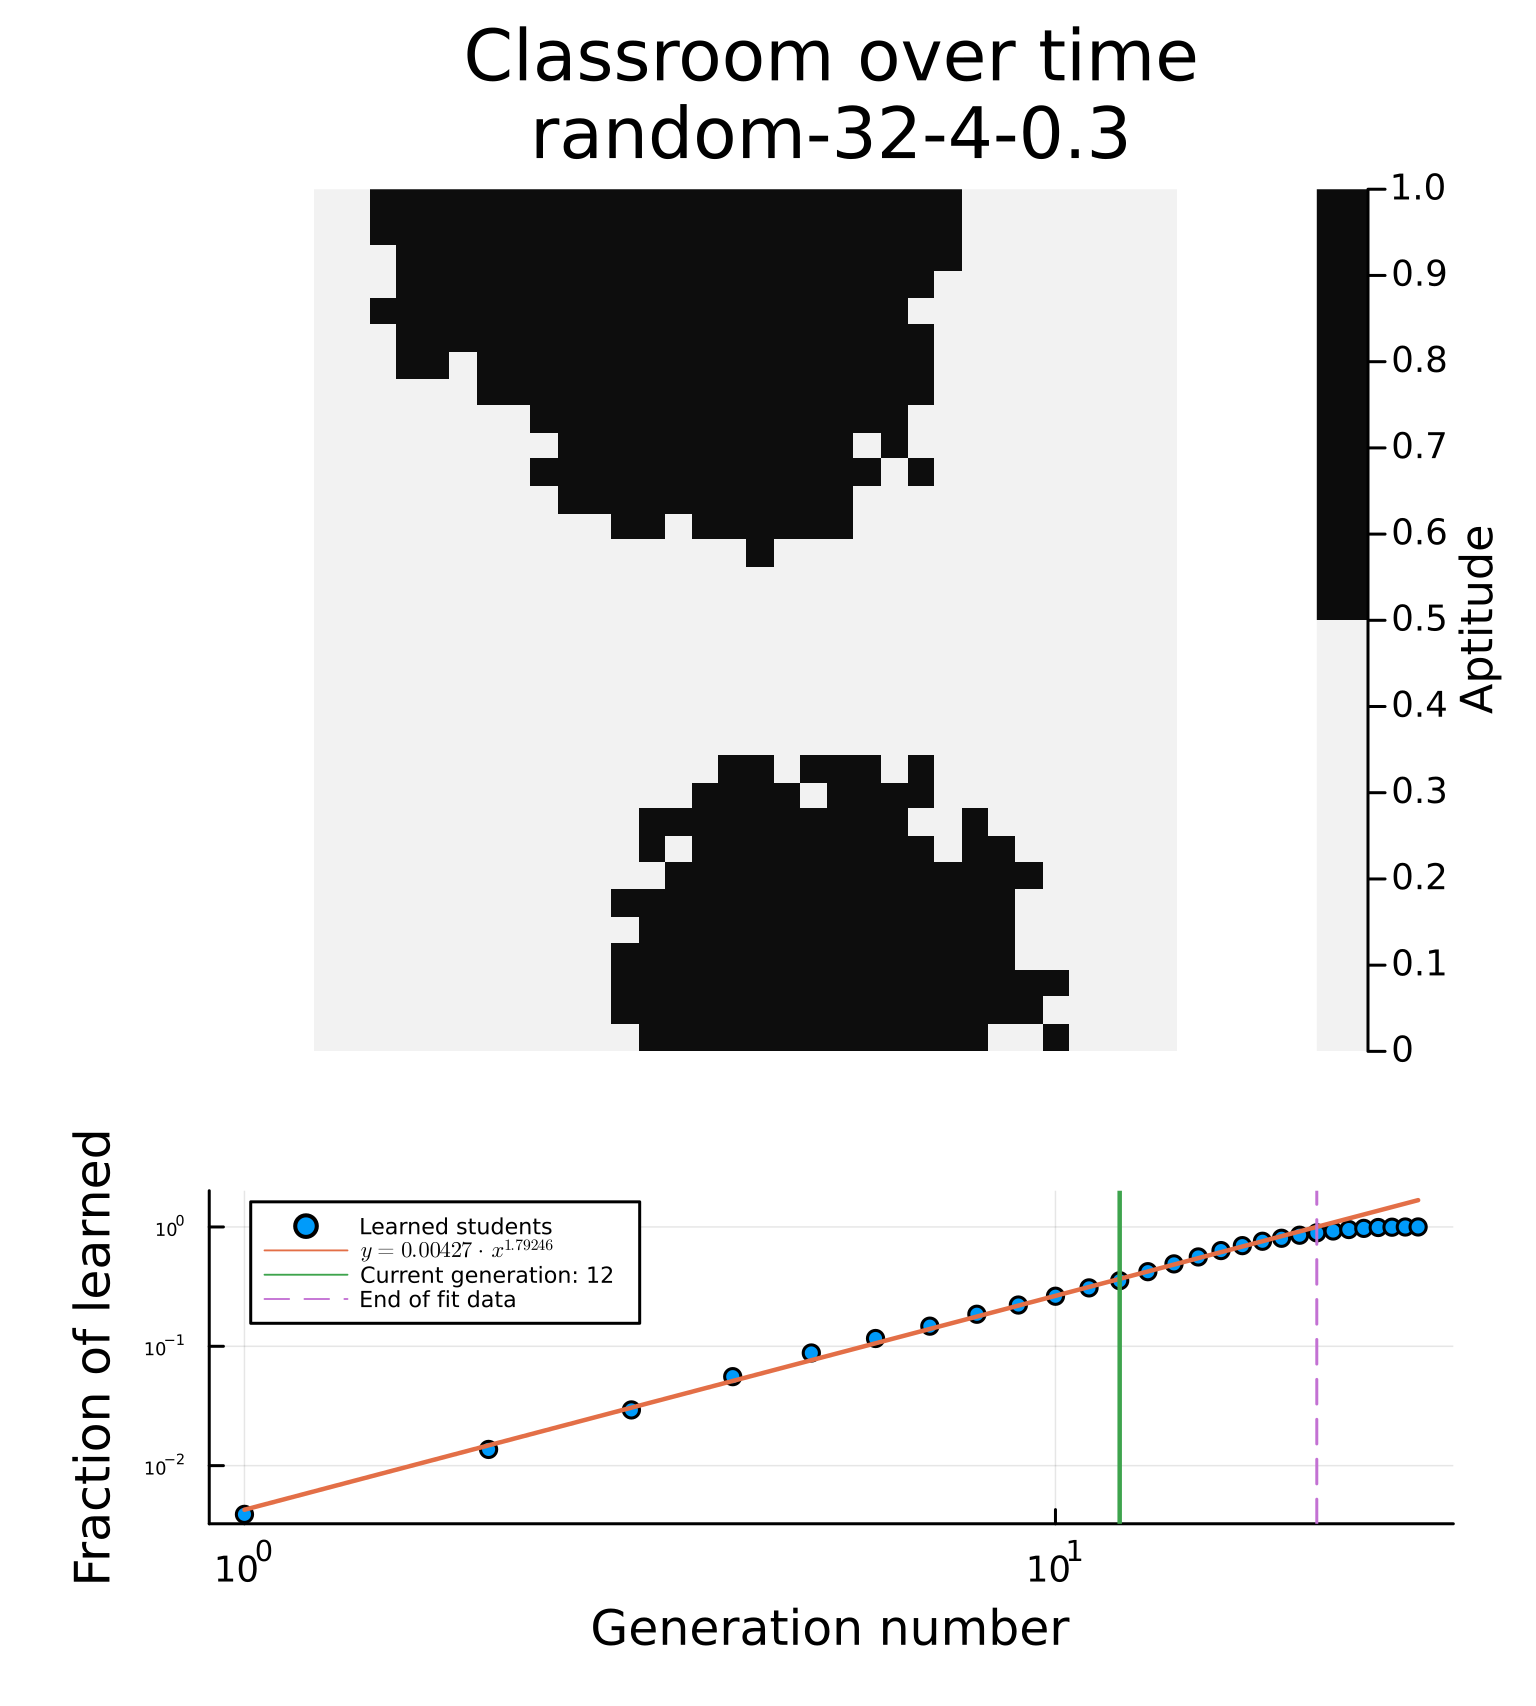 Classroom over time
random-32-4-0.3
1.0
0.9
0.8
0.7
0.6
0.5
0.4
0.3
0.2
0.1
0
Aptitude
Fraction of learned
10⁰
10⁻¹
10⁻²
Learned students
y = 0.00427 · x^1.79246
Current generation: 12
End of fit data
10⁰
10¹
Generation number